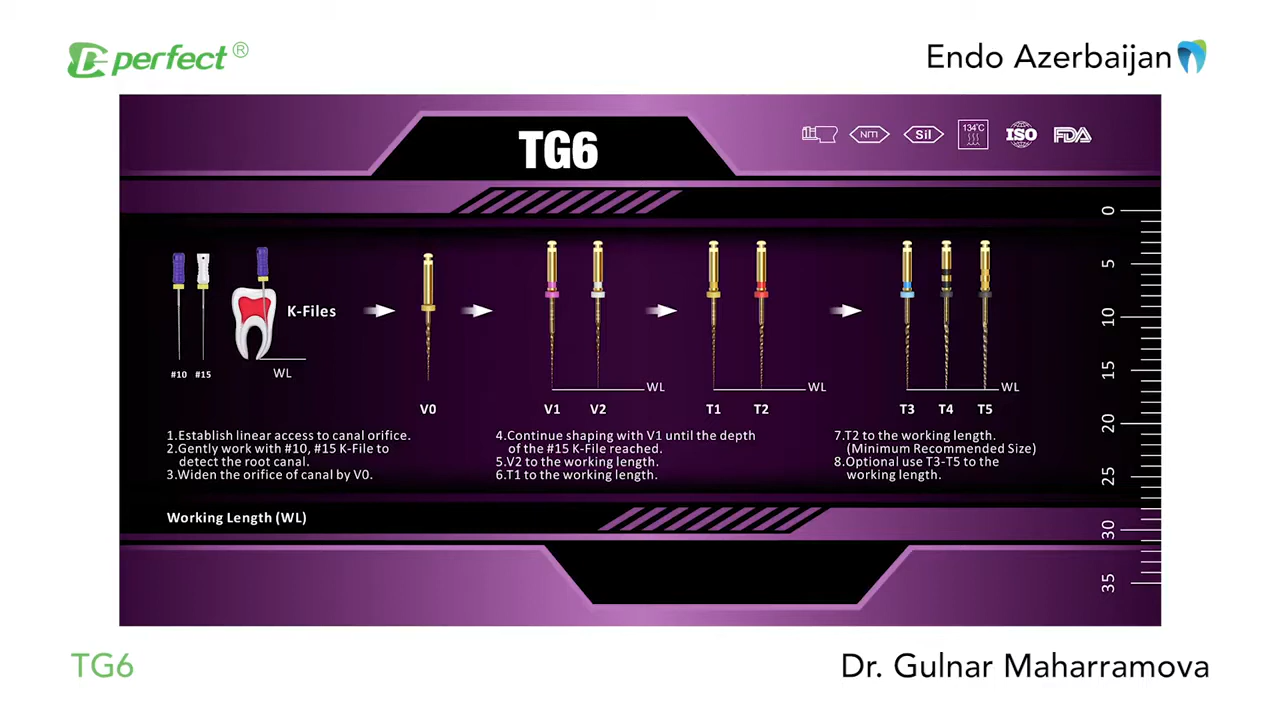 perfect®
Endo Azerbaijan
TG6
NiTi
Sil
134°C
ISO
FDA
K-Files
#10 #15
WL
V0
WL
V1 V2
WL
T1 T2
WL
T3 T4 T5
1.Establish linear access to canal orifice.
2.Gently work with #10, #15 K-File to
detect the root canal.
3.Widen the orifice of canal by V0.
4.Continue shaping with V1 until the depth
of the #15 K-File reached.
5.V2 to the working length.
6.T1 to the working length.
7.T2 to the working length.
(Minimum Recommended Size)
8.Optional use T3-T5 to the
working length.
Working Length (WL)
0
5
10
15
20
25
30
35
TG6
Dr. Gulnar Maharramova